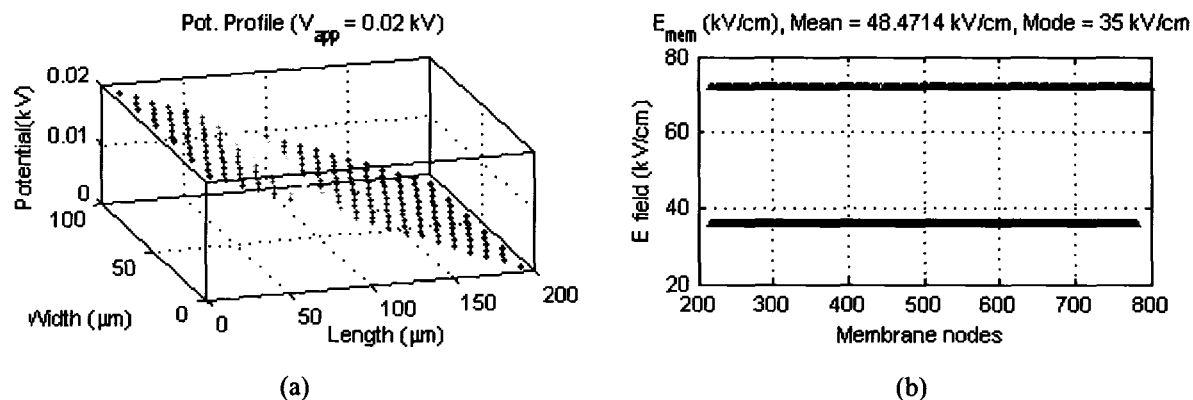 Pot. Profile (V_app = 0.02 kV)
0.02
0.01
0
Potential(kV)
100
50
0
Width (µm)
0
50
100
150
200
Length (µm)
(a)
E_mem (kV/cm), Mean = 48.4714 kV/cm, Mode = 35 kV/cm
80
60
40
20
E field (kV/cm)
200 300 400 500 600 700 800
Membrane nodes
(b)